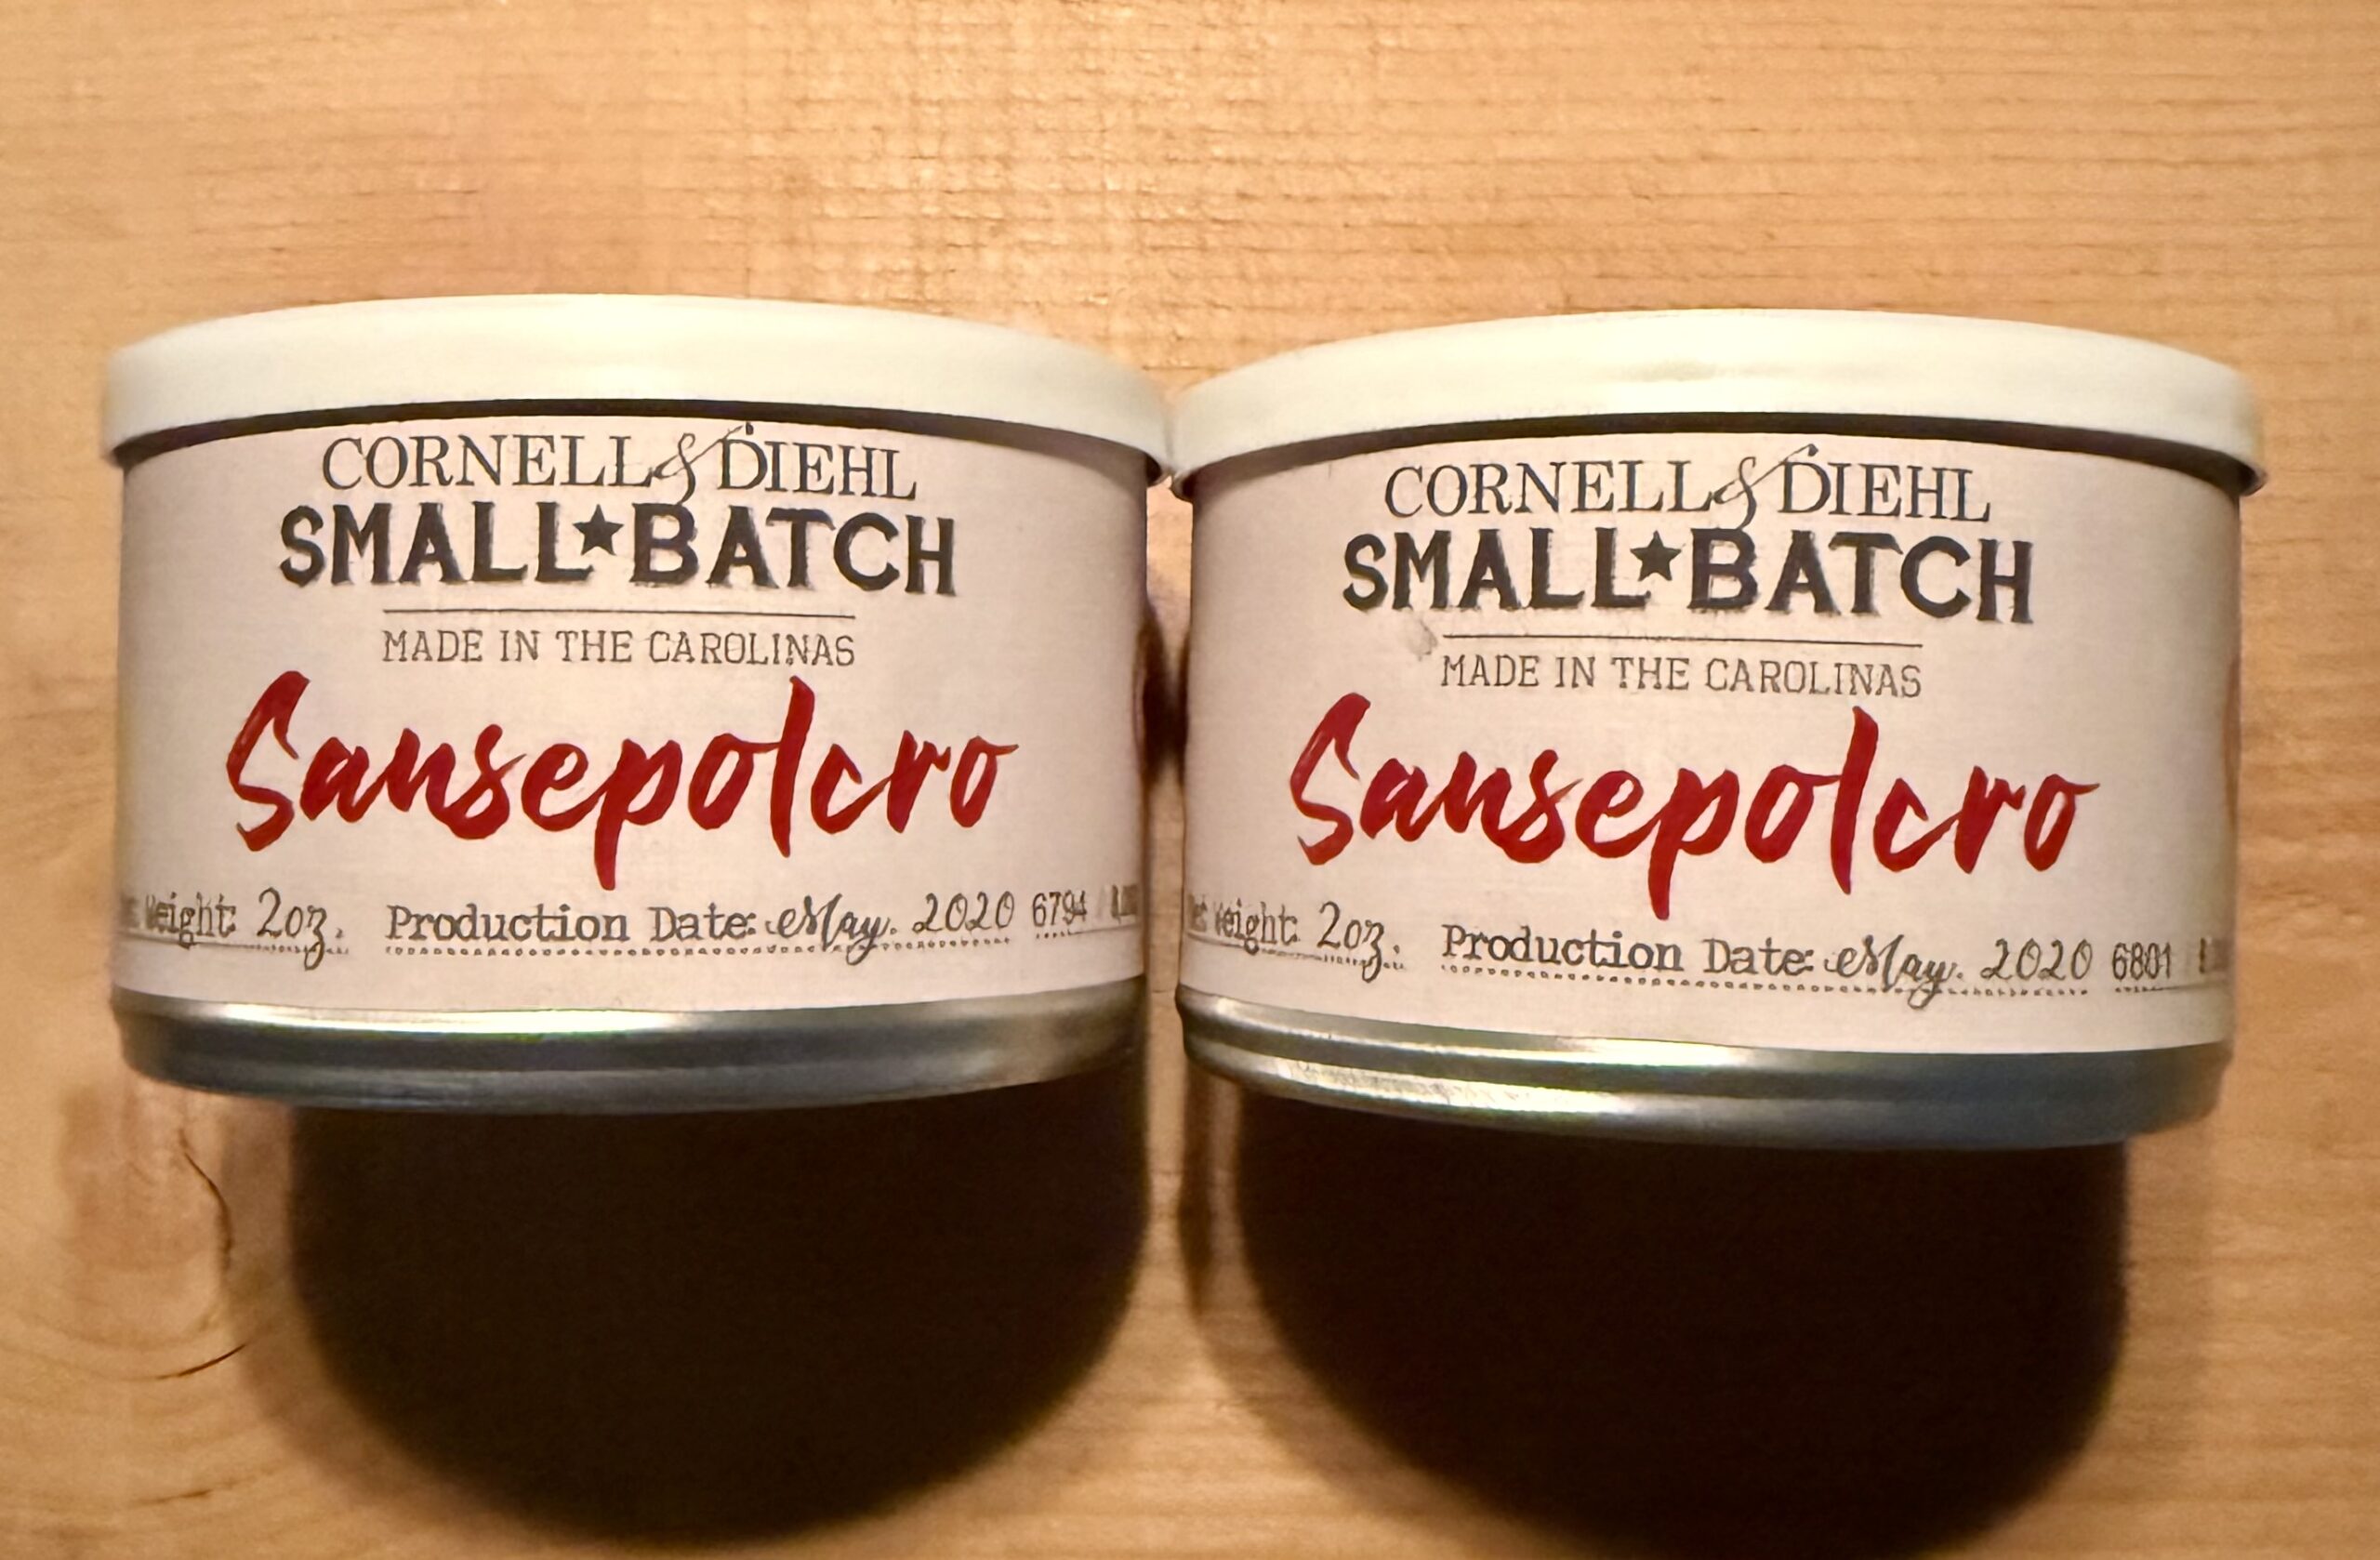 CORNELL & DIEHL
SMALL★BATCH
MADE IN THE CAROLINAS
Sansepolcro
Weight: 2oz. Production Date: May. 2020 6794
CORNELL & DIEHL
SMALL★BATCH
MADE IN THE CAROLINAS
Sansepolcro
Net Weight: 2oz. Production Date: May. 2020 6801